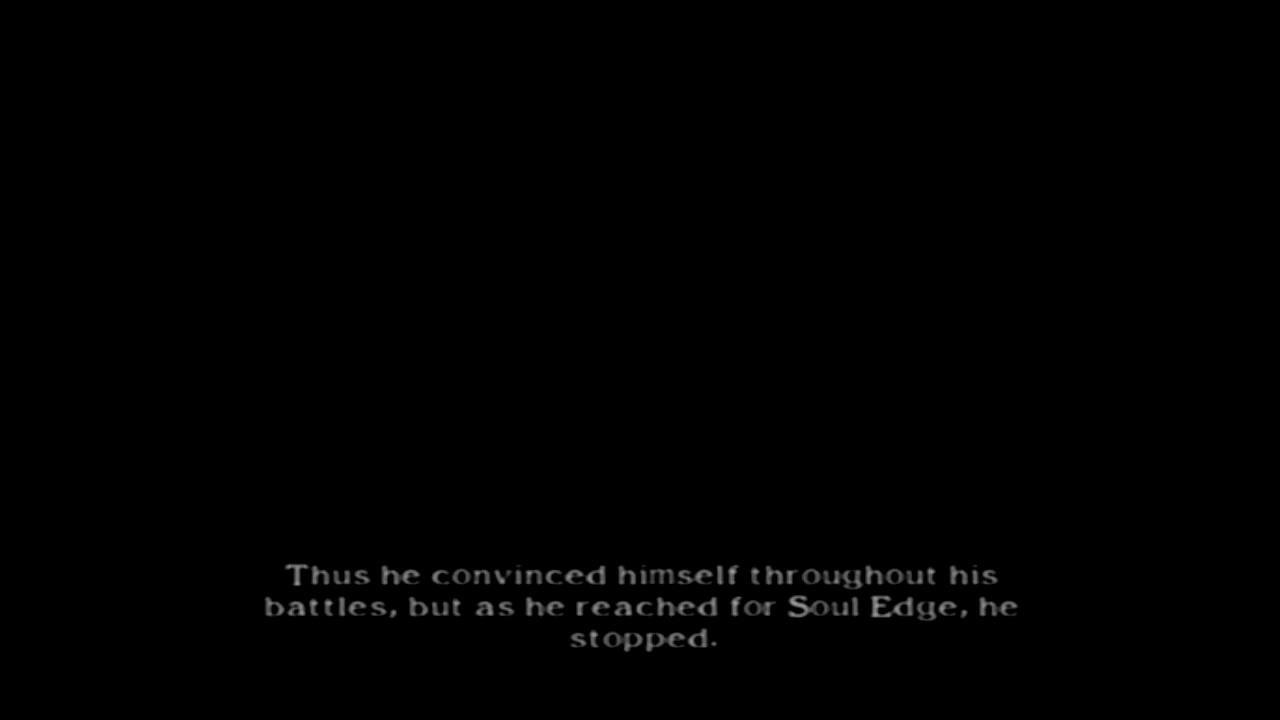 Thus he convinced himself throughout his
battles, but as he reached for Soul Edge, he
stopped.